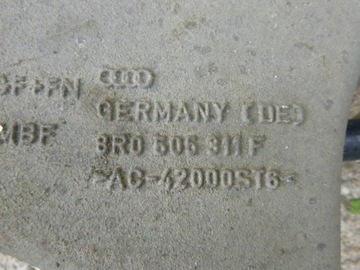 GERMANY (DE)
8R0 505 311 F
>AC-42000ST6<